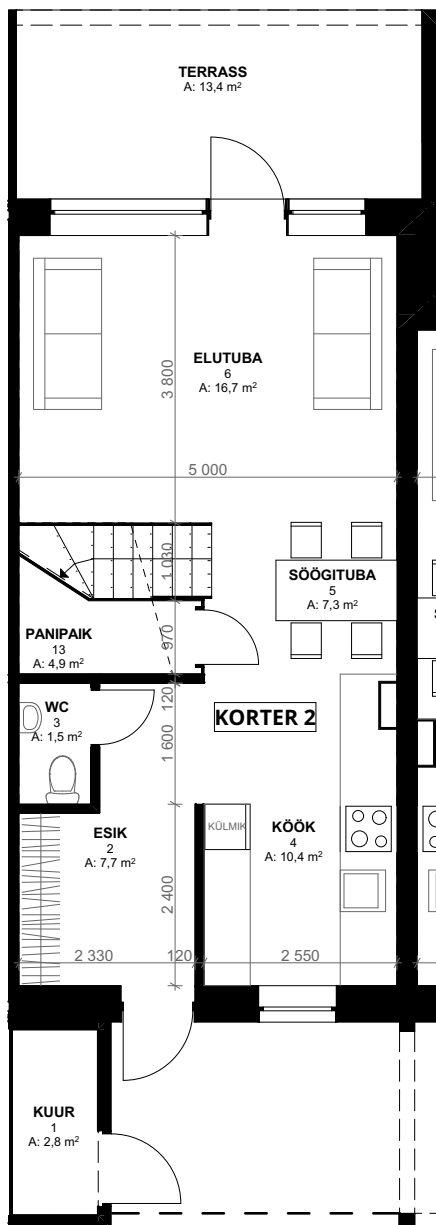 TERRASS
A: 13,4 m²
ELUTUBA
6
A: 16,7 m²
3 800
5 000
1 030
SÖÖGITUBA
5
A: 7,3 m²
PANIPAIK
13
A: 4,9 m²
970
WC
3
A: 1,5 m²
120
1 600
KORTER 2
ESIK
2
A: 7,7 m²
KÜLMIK
KÖÖK
4
A: 10,4 m²
2 400
2 330
120
2 550
KUUR
1
A: 2,8 m²